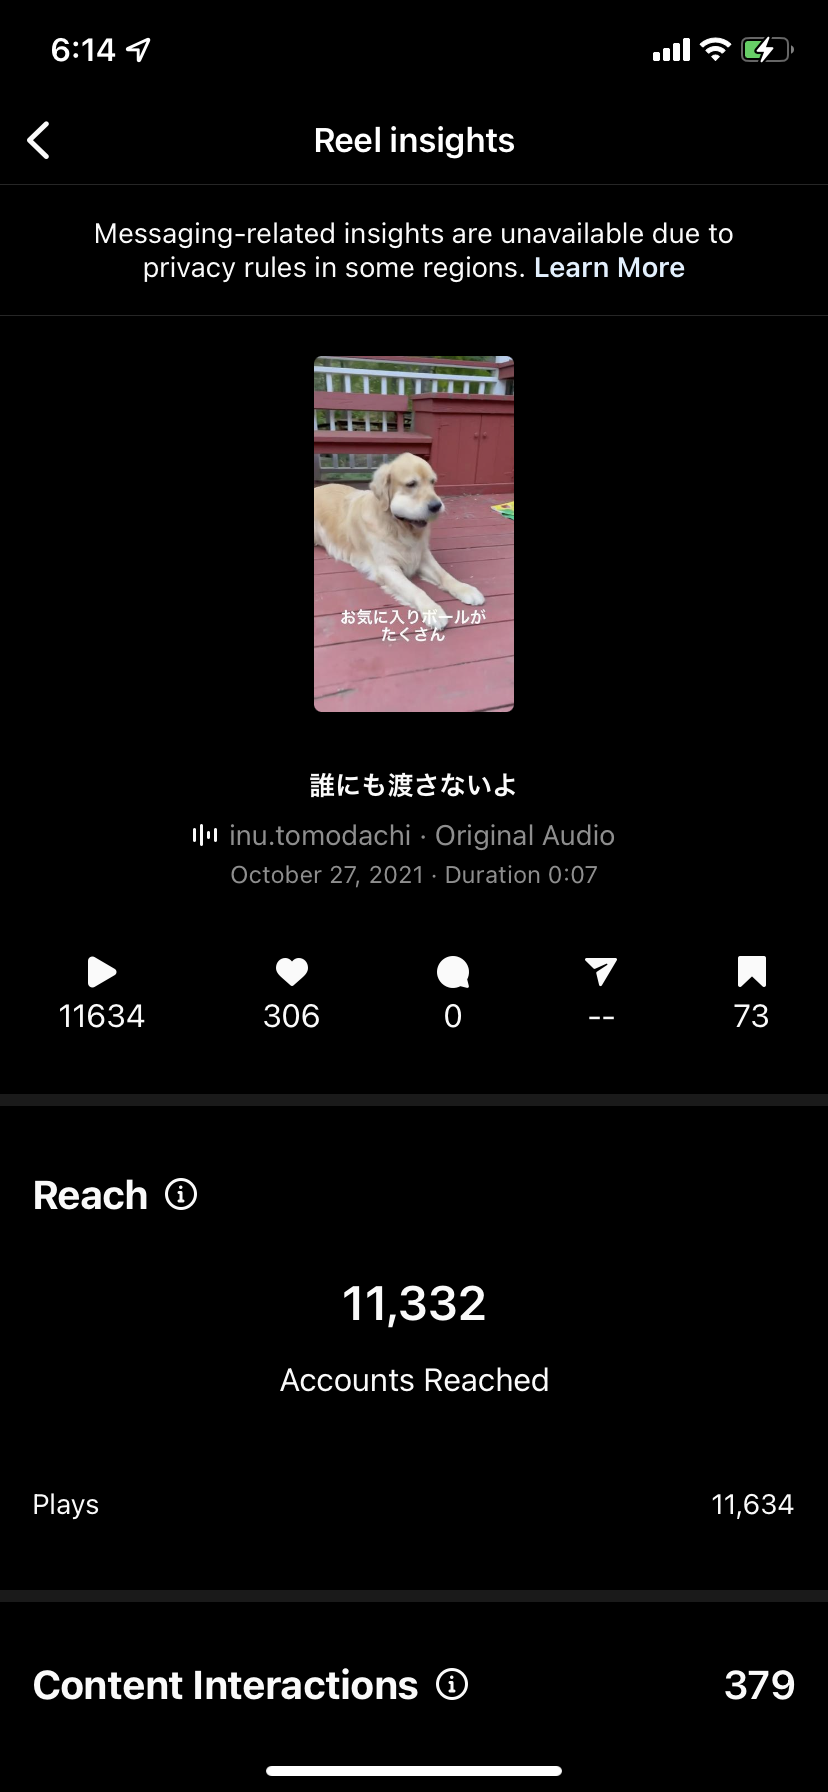 6:14
Reel insights
Messaging-related insights are unavailable due to
privacy rules in some regions. Learn More
お気に入りボールが
たくさん
誰にも渡さないよ
inu.tomodachi · Original Audio
October 27, 2021 · Duration 0:07
11634 306 0 -- 73
Reach
11,332
Accounts Reached
Plays 11,634
Content Interactions 379